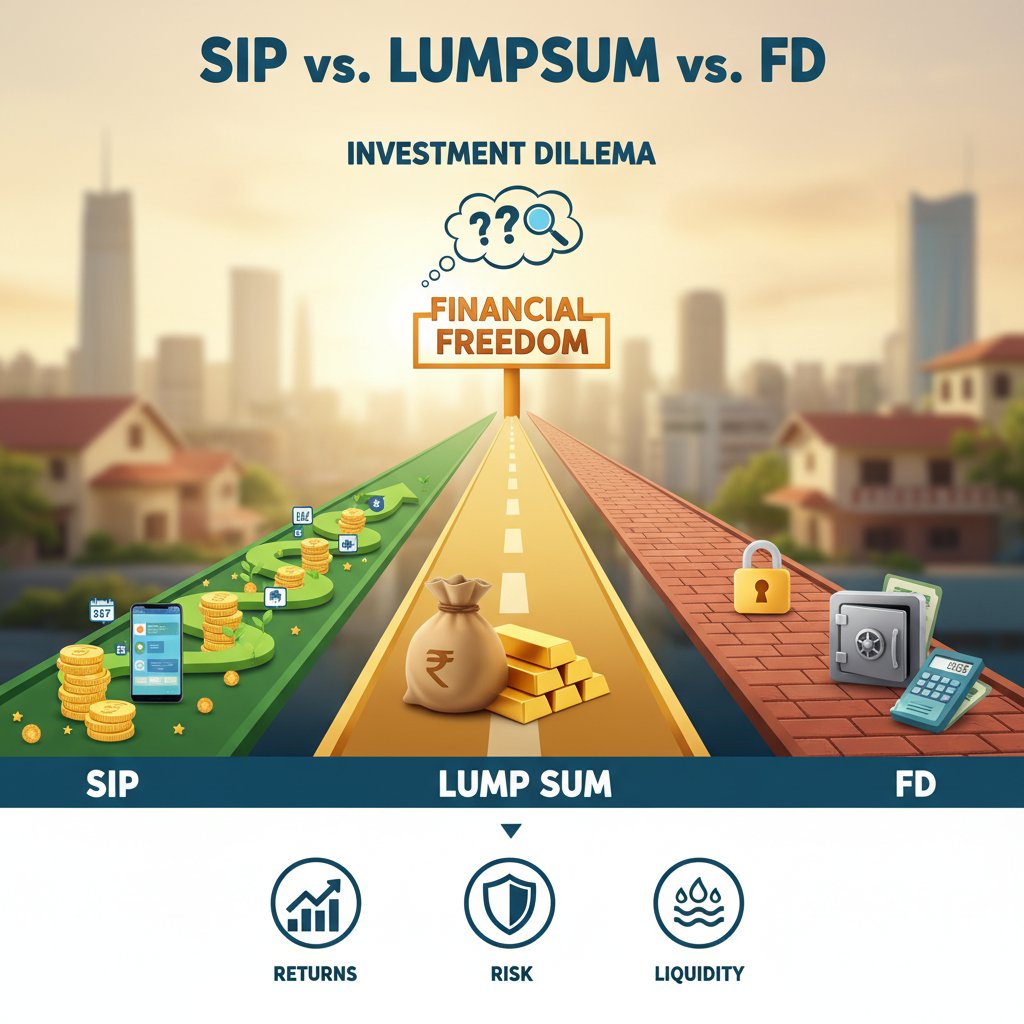 SIP vs. LUMPSUM vs. FD
INVESTMENT DILLEMA
??
FINANCIAL
FREEDOM
₹
SIP
LUMP SUM
FD
RETURNS
RISK
LIQUIDITY